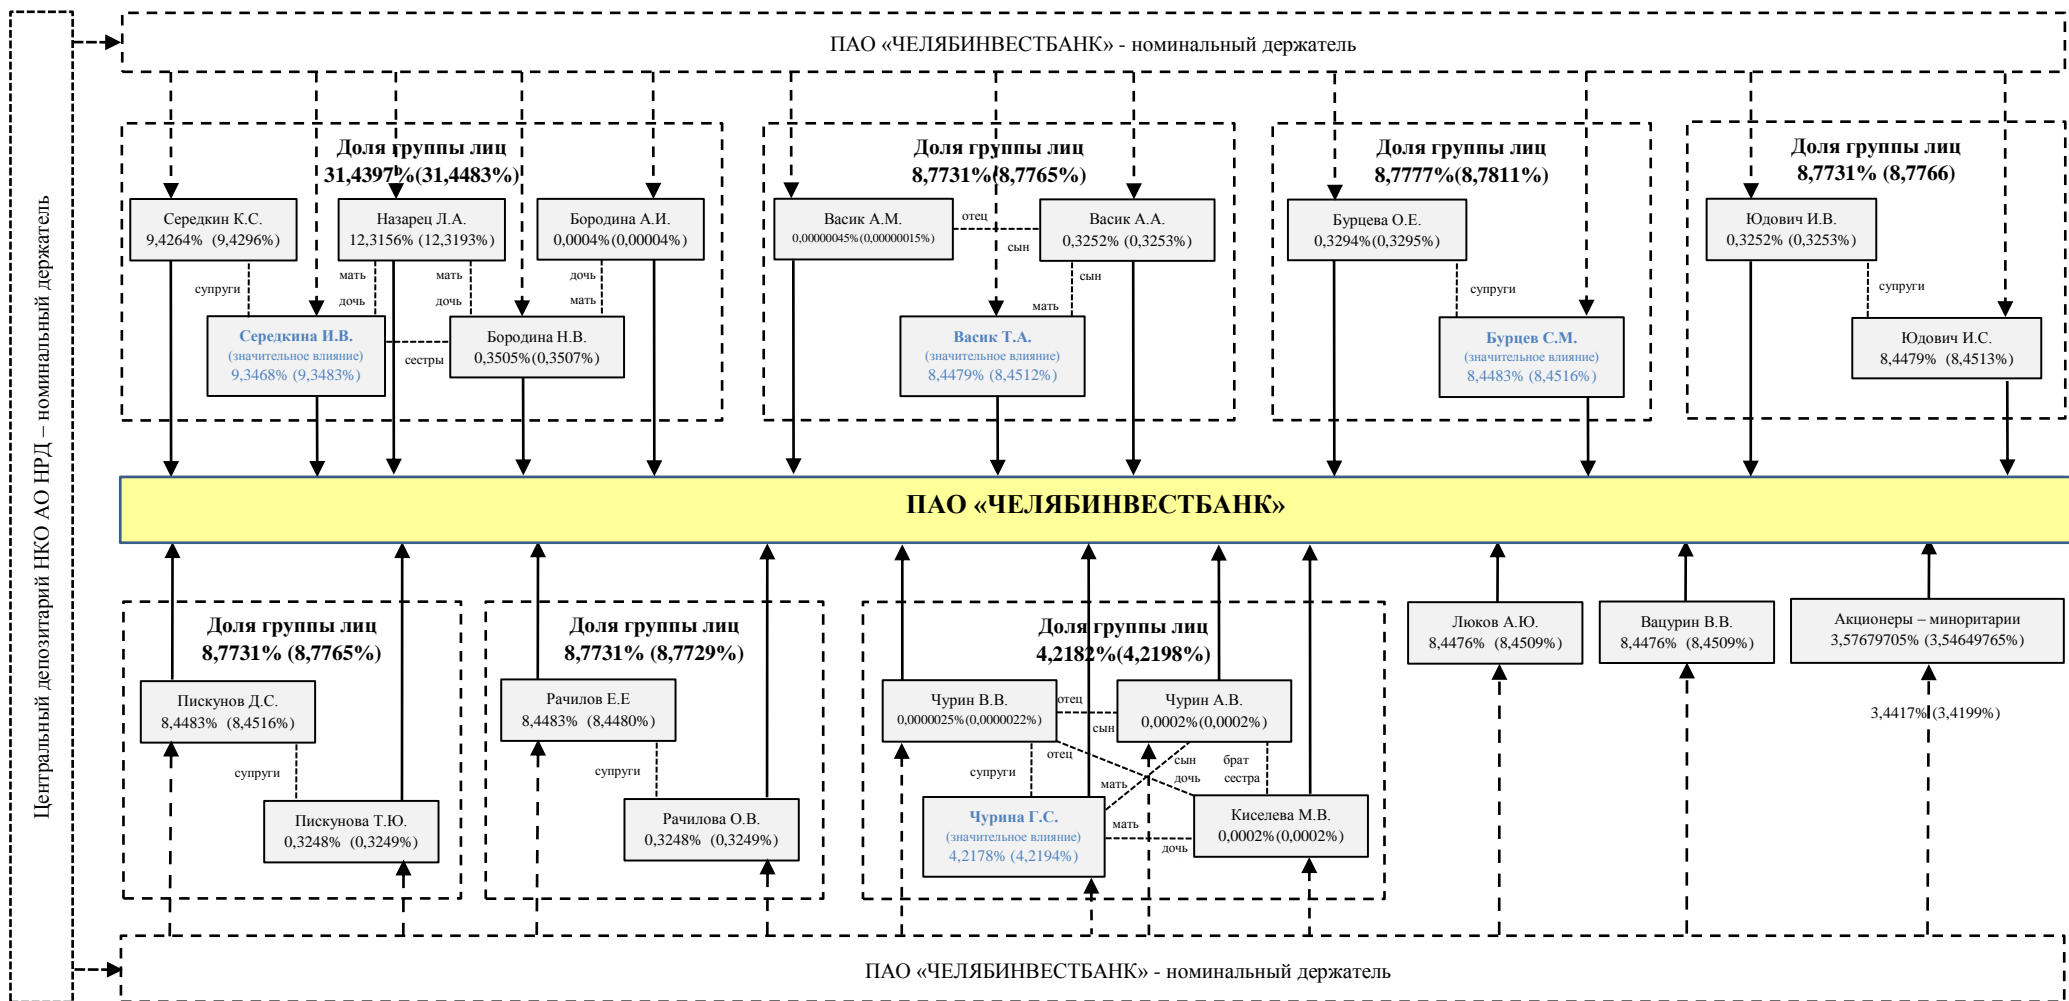 Центральный депозитарий НКО АО НРД – номинальный держатель
ПАО «ЧЕЛЯБИНВЕСТБАНК» - номинальный держатель
Доля группы лиц
31,4397%(31,4483%)
Середкин К.С.
9,4264% (9,4296%)
Назарец Л.А.
12,3156% (12,3193%)
Бородина А.И.
0,0004% (0,00004%)
супруги
мать
дочь
мать
дочь
дочь
мать
Середкина И.В.
(значительное влияние)
9,3468% (9,3483%)
сестры
Бородина Н.В.
0,3505%(0,3507%)
Доля группы лиц
8,7731%(8,7765%)
Васик А.М.
0,00000045%(0,00000015%)
отец
сын
Васик А.А.
0,3252% (0,3253%)
сын
мать
Васик Т.А.
(значительное влияние)
8,4479% (8,4512%)
Доля группы лиц
8,7777%(8,7811%)
Бурцева О.Е.
0,3294%(0,3295%)
супруги
Бурцев С.М.
(значительное влияние)
8,4483% (8,4516%)
Доля группы лиц
8,7731% (8,7766)
Юдович И.В.
0,3252% (0,3253%)
супруги
Юдович И.С.
8,4479% (8,4513%)
ПАО «ЧЕЛЯБИНВЕСТБАНК»
Доля группы лиц
8,7731% (8,7765%)
Пискунов Д.С.
8,4483% (8,4516%)
супруги
Пискунова Т.Ю.
0,3248% (0,3249%)
Доля группы лиц
8,7731% (8,7729%)
Рачилов Е.Е
8,4483% (8,4480%)
супруги
Рачилова О.В.
0,3248% (0,3249%)
Доля группы лиц
4,2182%(4,2198%)
Чурин В.В.
0,0000025%(0,0000022%)
отец
сын
Чурин А.В.
0,0002% (0,0002%)
отец
супруги
мать
сын
дочь
брат
сестра
Чурина Г.С.
(значительное влияние)
4,2178% (4,2194%)
мать
дочь
Киселева М.В.
0,0002%(0,0002%)
Люков А.Ю.
8,4476% (8,4509%)
Вацурин В.В.
8,4476% (8,4509%)
Акционеры – миноритарии
3,57679705% (3,54649765%)
3,4417% (3,4199%)
ПАО «ЧЕЛЯБИНВЕСТБАНК» - номинальный держатель